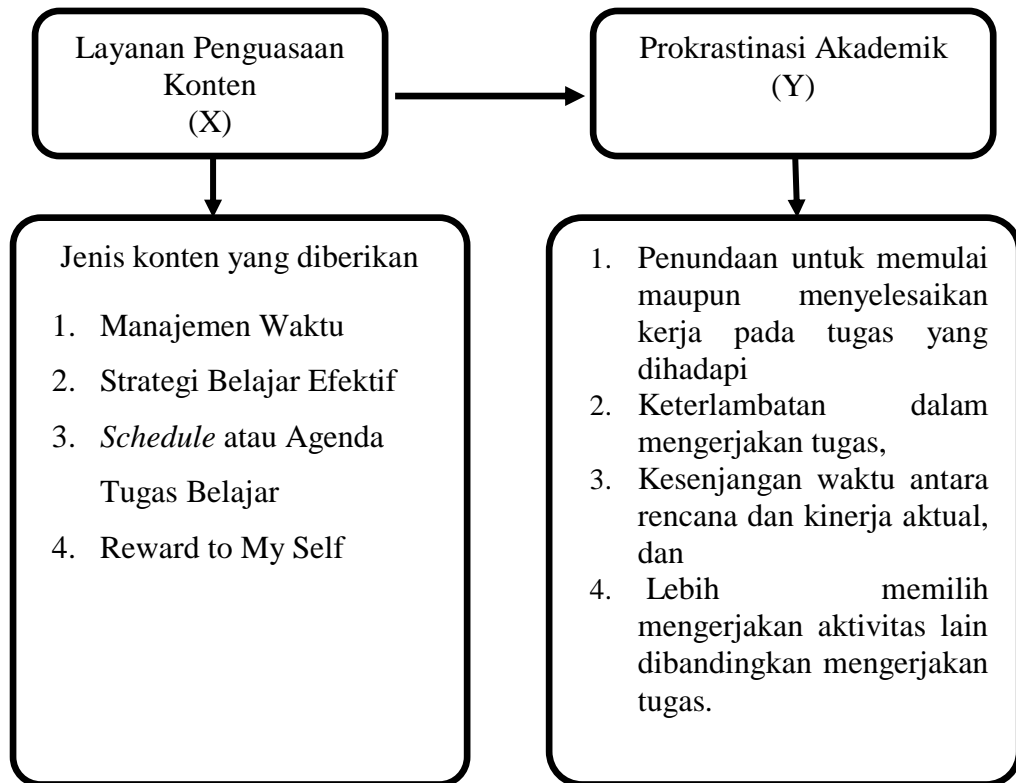 Layanan Penguasaan
Konten
(X)
Prokrastinasi Akademik
(Y)
Jenis konten yang diberikan
1. Manajemen Waktu
2. Strategi Belajar Efektif
3. Schedule atau Agenda
Tugas Belajar
4. Reward to My Self
1. Penundaan untuk memulai
maupun menyelesaikan
kerja pada tugas yang
dihadapi
2. Keterlambatan dalam
mengerjakan tugas,
3. Kesenjangan waktu antara
rencana dan kinerja aktual,
dan
4. Lebih memilih
mengerjakan aktivitas lain
dibandingkan mengerjakan
tugas.